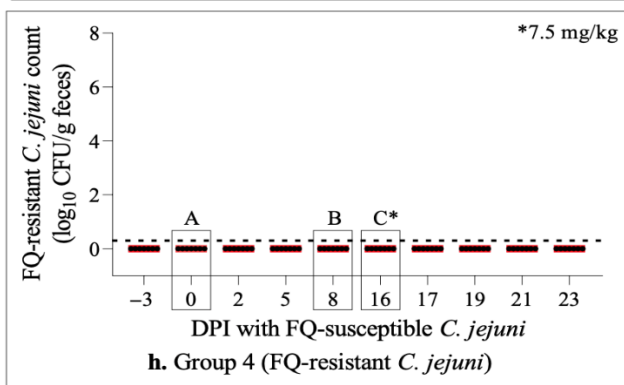 *7.5 mg/kg
FQ-resistant C. jejuni count
(log10 CFU/g feces)
8
6
4
2
0
A B C*
−3 0 2 5 8 16 17 19 21 23
DPI with FQ-susceptible C. jejuni
h. Group 4 (FQ-resistant C. jejuni)